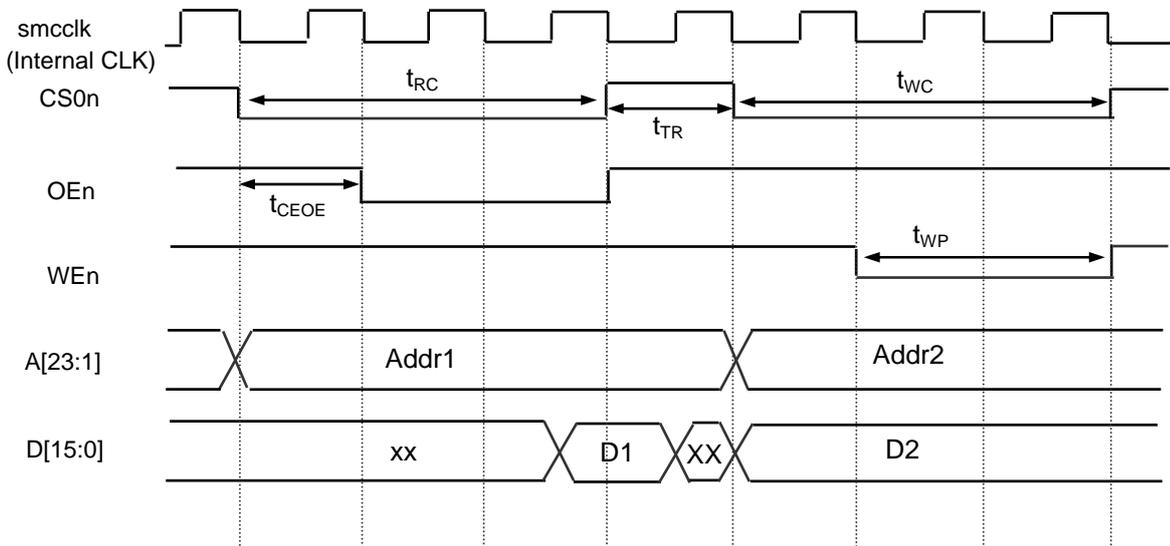 smcclk
(Internal CLK)
CS0n
tRC
tTR
tWC
OEn
tCEOE
WEn
tWP
A[23:1]
Addr1
Addr2
D[15:0]
xx
D1
XX
D2